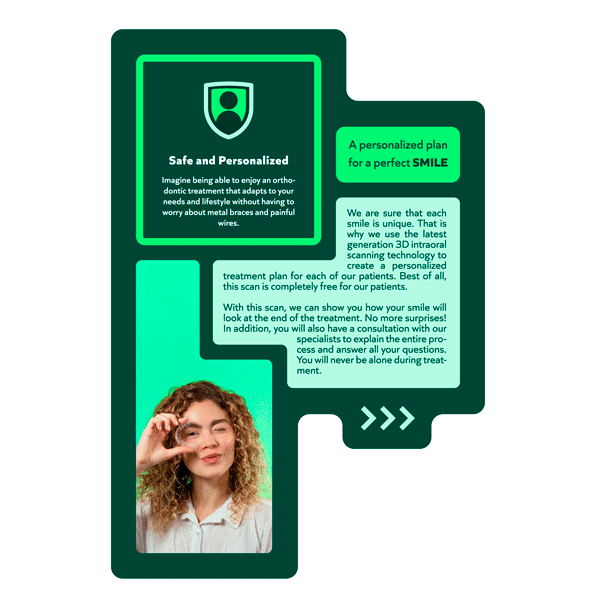 Safe and Personalized
Imagine being able to enjoy an ortho-
dontic treatment that adapts to your
needs and lifestyle without having to
worry about metal braces and painful
wires.
A personalized plan
for a perfect SMILE
We are sure that each
smile is unique. That is
why we use the latest
generation 3D intraoral
scanning technology to
create a personalized
treatment plan for each of our patients. Best of all,
this scan is completely free for our patients.
With this scan, we can show you how your smile will
look at the end of the treatment. No more surprises!
In addition, you will also have a consultation with our
specialists to explain the entire pro-
cess and answer all your questions.
You will never be alone during treat-
ment.